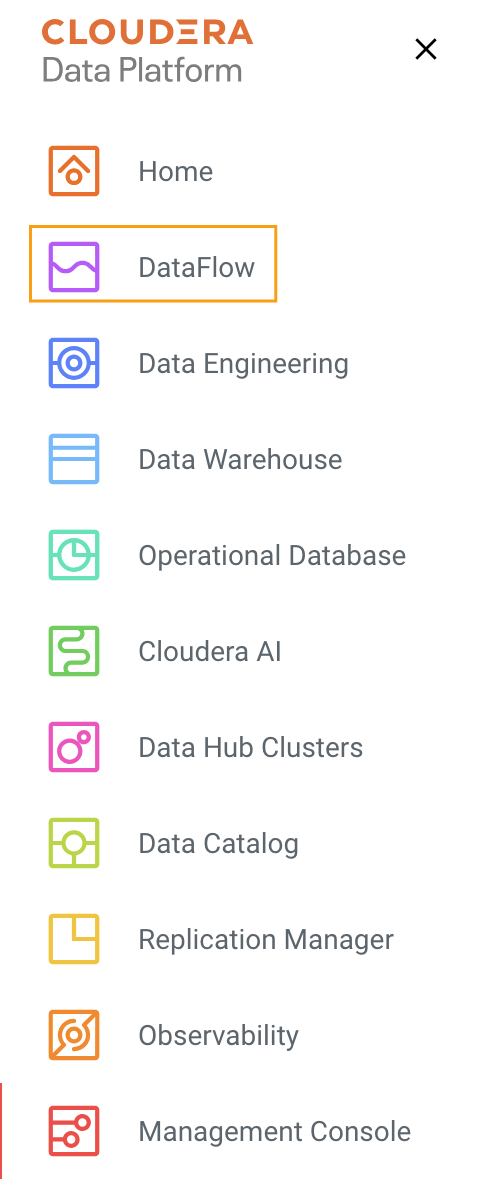 CLOUDERA
Data Platform
Home
DataFlow
Data Engineering
Data Warehouse
Operational Database
Cloudera AI
Data Hub Clusters
Data Catalog
Replication Manager
Observability
Management Console